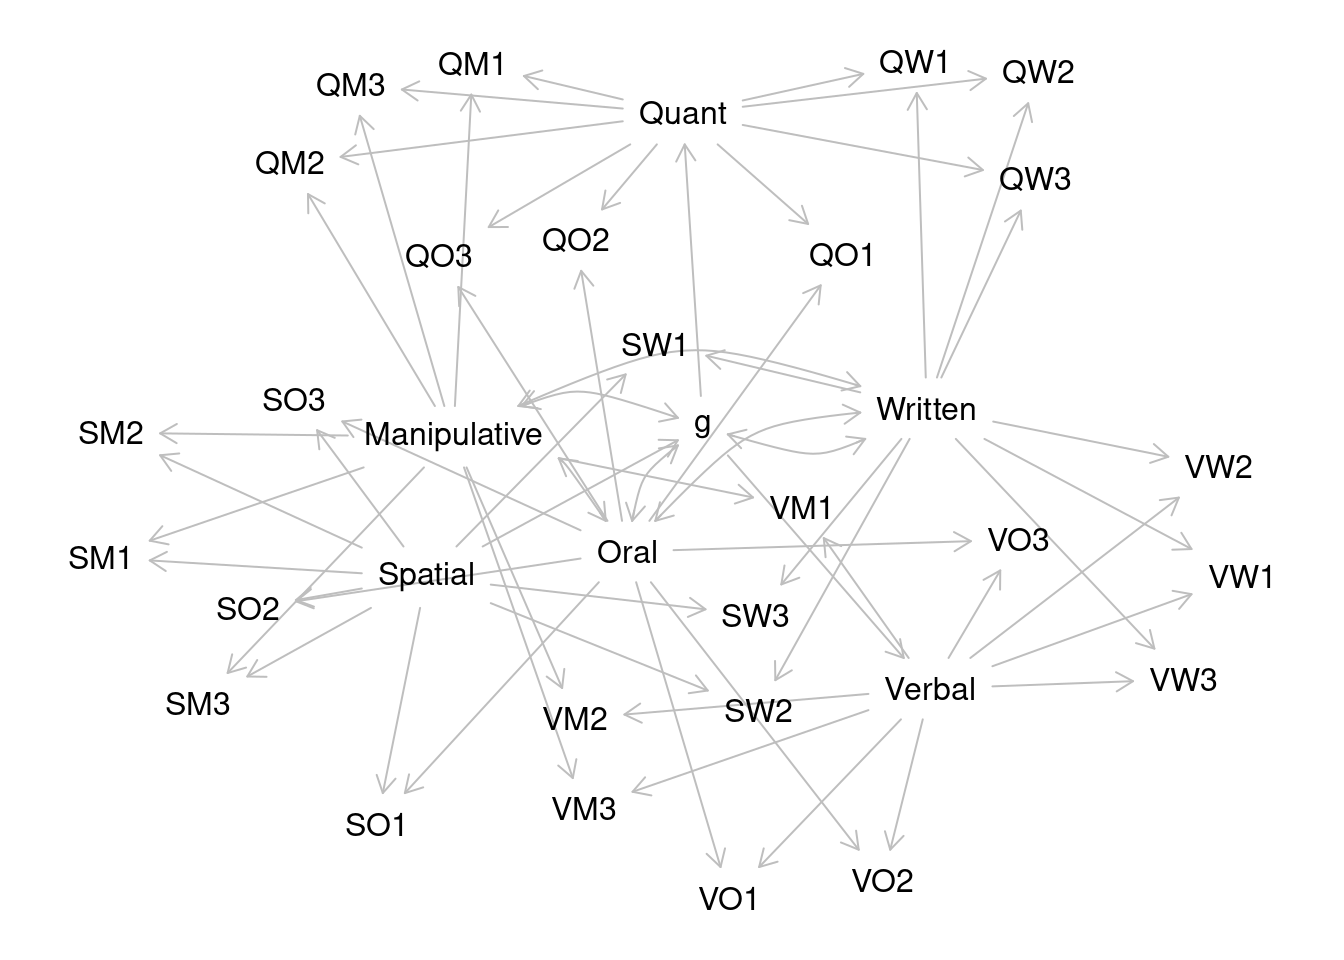 QM1
QW1
QW2
QM3
Quant
QM2
QW3
QO2
QO3
QO1
SW1
SO3
Written
g
SM2
Manipulative
VW2
VM1
VO3
Oral
SM1
Spatial
VW1
SO2
SW3
VW3
Verbal
SM3
SW2
VM2
VM3
SO1
VO2
VO1